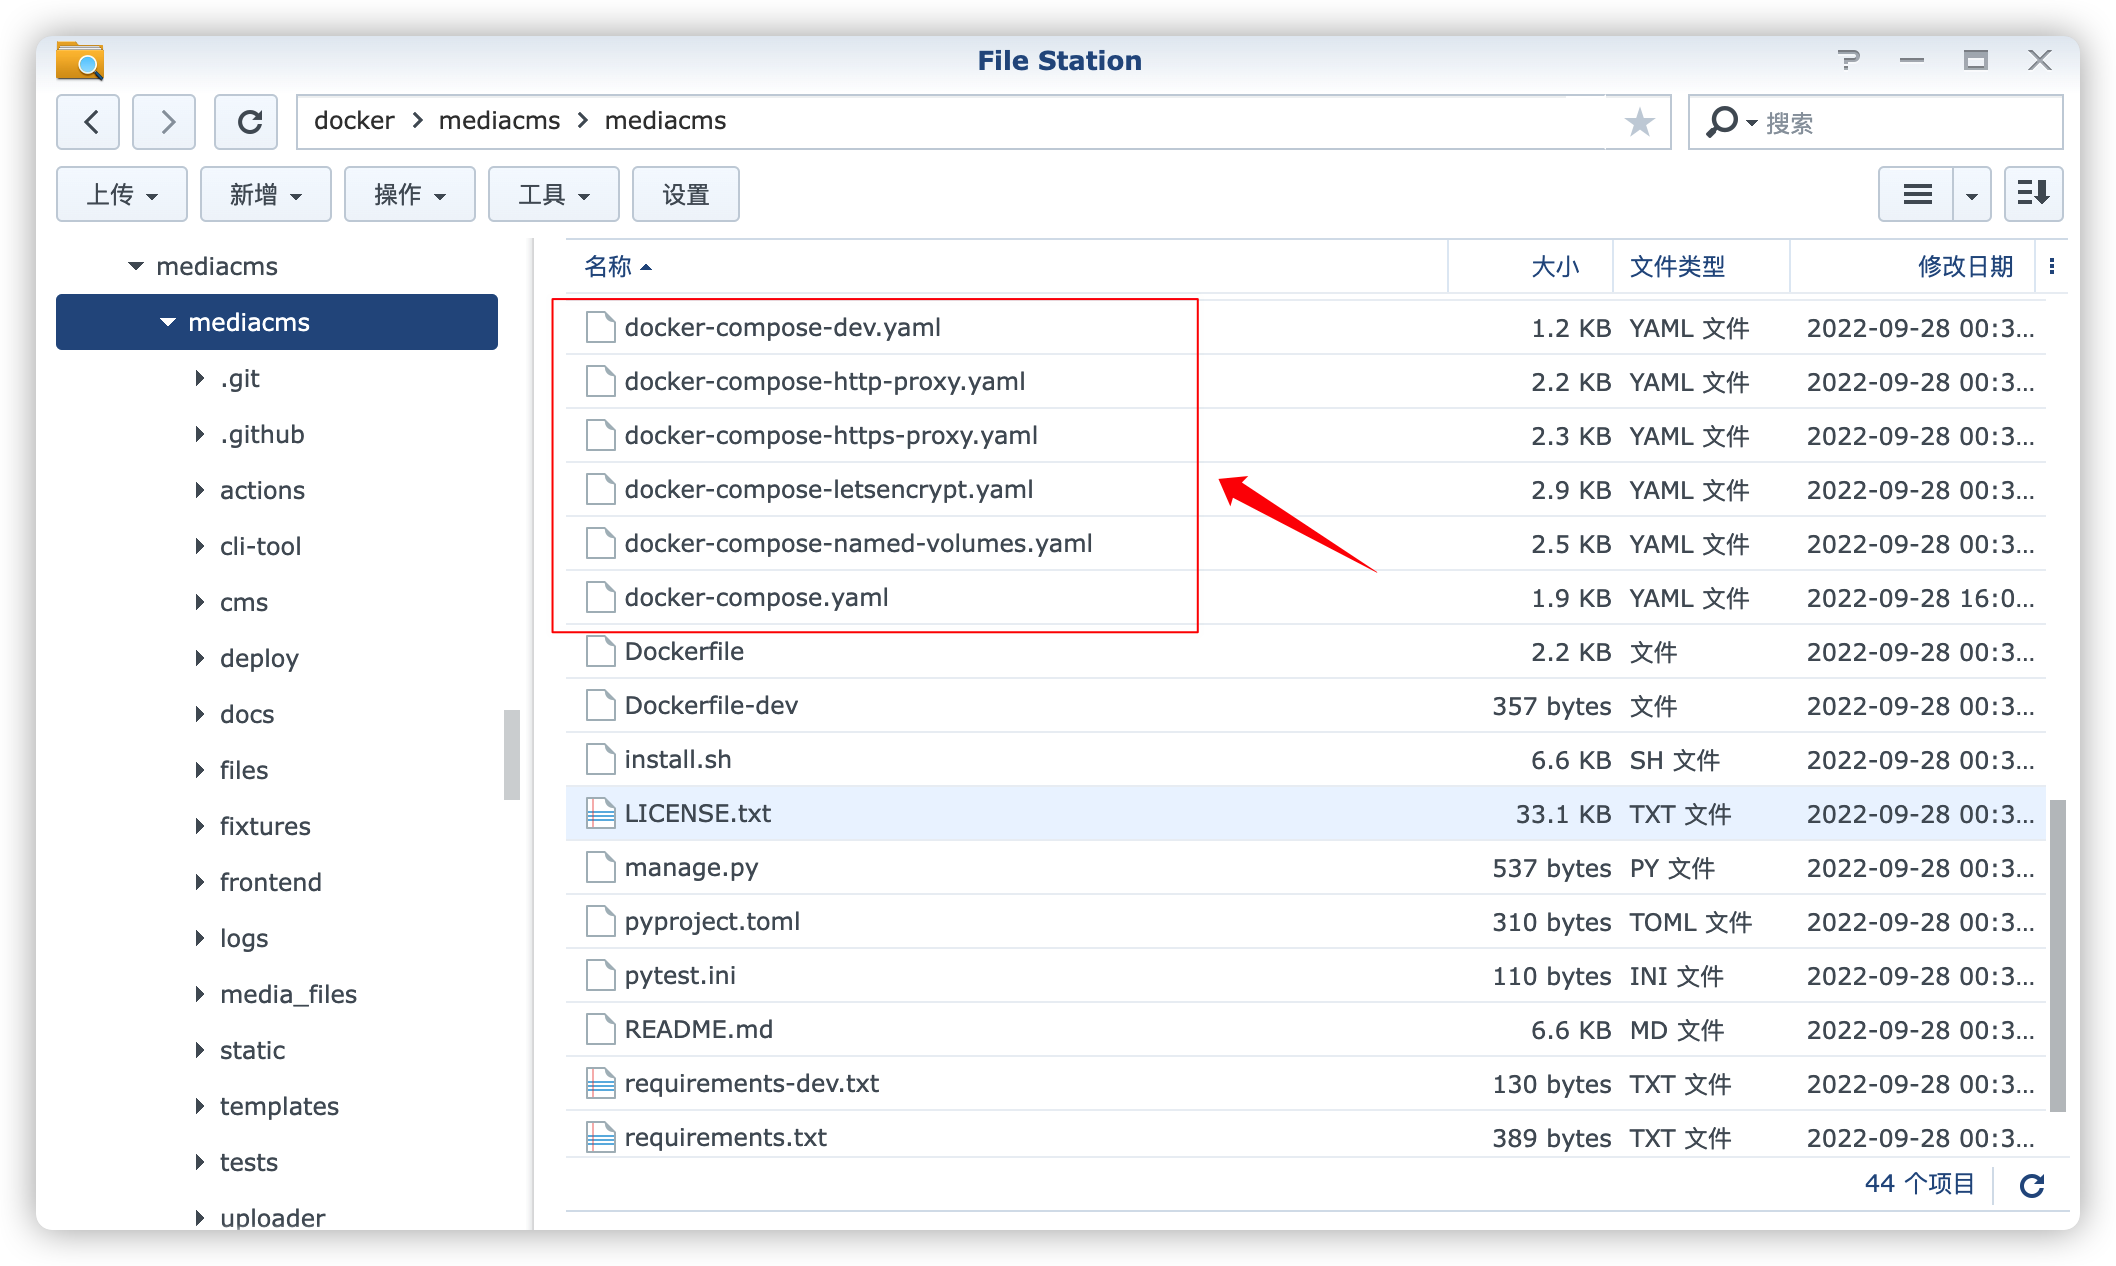 File Station
docker > mediacms > mediacms
搜索
上传 新增 操作 工具 设置
mediacms
mediacms
.git
.github
actions
cli-tool
cms
deploy
docs
files
fixtures
frontend
logs
media_files
static
templates
tests
uploader
名称 大小 文件类型 修改日期
docker-compose-dev.yaml 1.2 KB YAML 文件 2022-09-28 00:3...
docker-compose-http-proxy.yaml 2.2 KB YAML 文件 2022-09-28 00:3...
docker-compose-https-proxy.yaml 2.3 KB YAML 文件 2022-09-28 00:3...
docker-compose-letsencrypt.yaml 2.9 KB YAML 文件 2022-09-28 00:3...
docker-compose-named-volumes.yaml 2.5 KB YAML 文件 2022-09-28 00:3...
docker-compose.yaml 1.9 KB YAML 文件 2022-09-28 16:0...
Dockerfile 2.2 KB 文件 2022-09-28 00:3...
Dockerfile-dev 357 bytes 文件 2022-09-28 00:3...
install.sh 6.6 KB SH 文件 2022-09-28 00:3...
LICENSE.txt 33.1 KB TXT 文件 2022-09-28 00:3...
manage.py 537 bytes PY 文件 2022-09-28 00:3...
pyproject.toml 310 bytes TOML 文件 2022-09-28 00:3...
pytest.ini 110 bytes INI 文件 2022-09-28 00:3...
README.md 6.6 KB MD 文件 2022-09-28 00:3...
requirements-dev.txt 130 bytes TXT 文件 2022-09-28 00:3...
requirements.txt 389 bytes TXT 文件 2022-09-28 00:3...
44 个项目